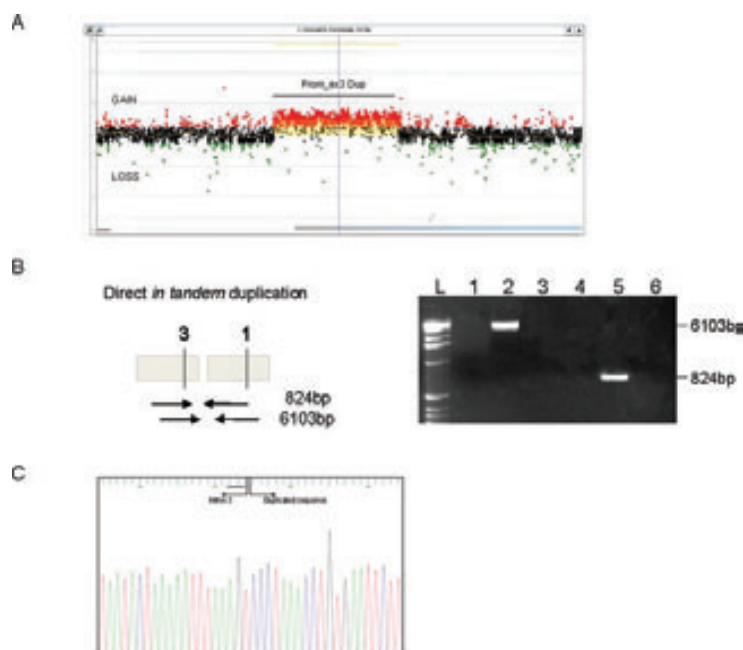 A
GAIN
Prom_ex3 Dup
LOSS
B
Direct in tandem duplication
3 1
824bp
6103bp
L 1 2 3 4 5 6
6103bp
824bp
C